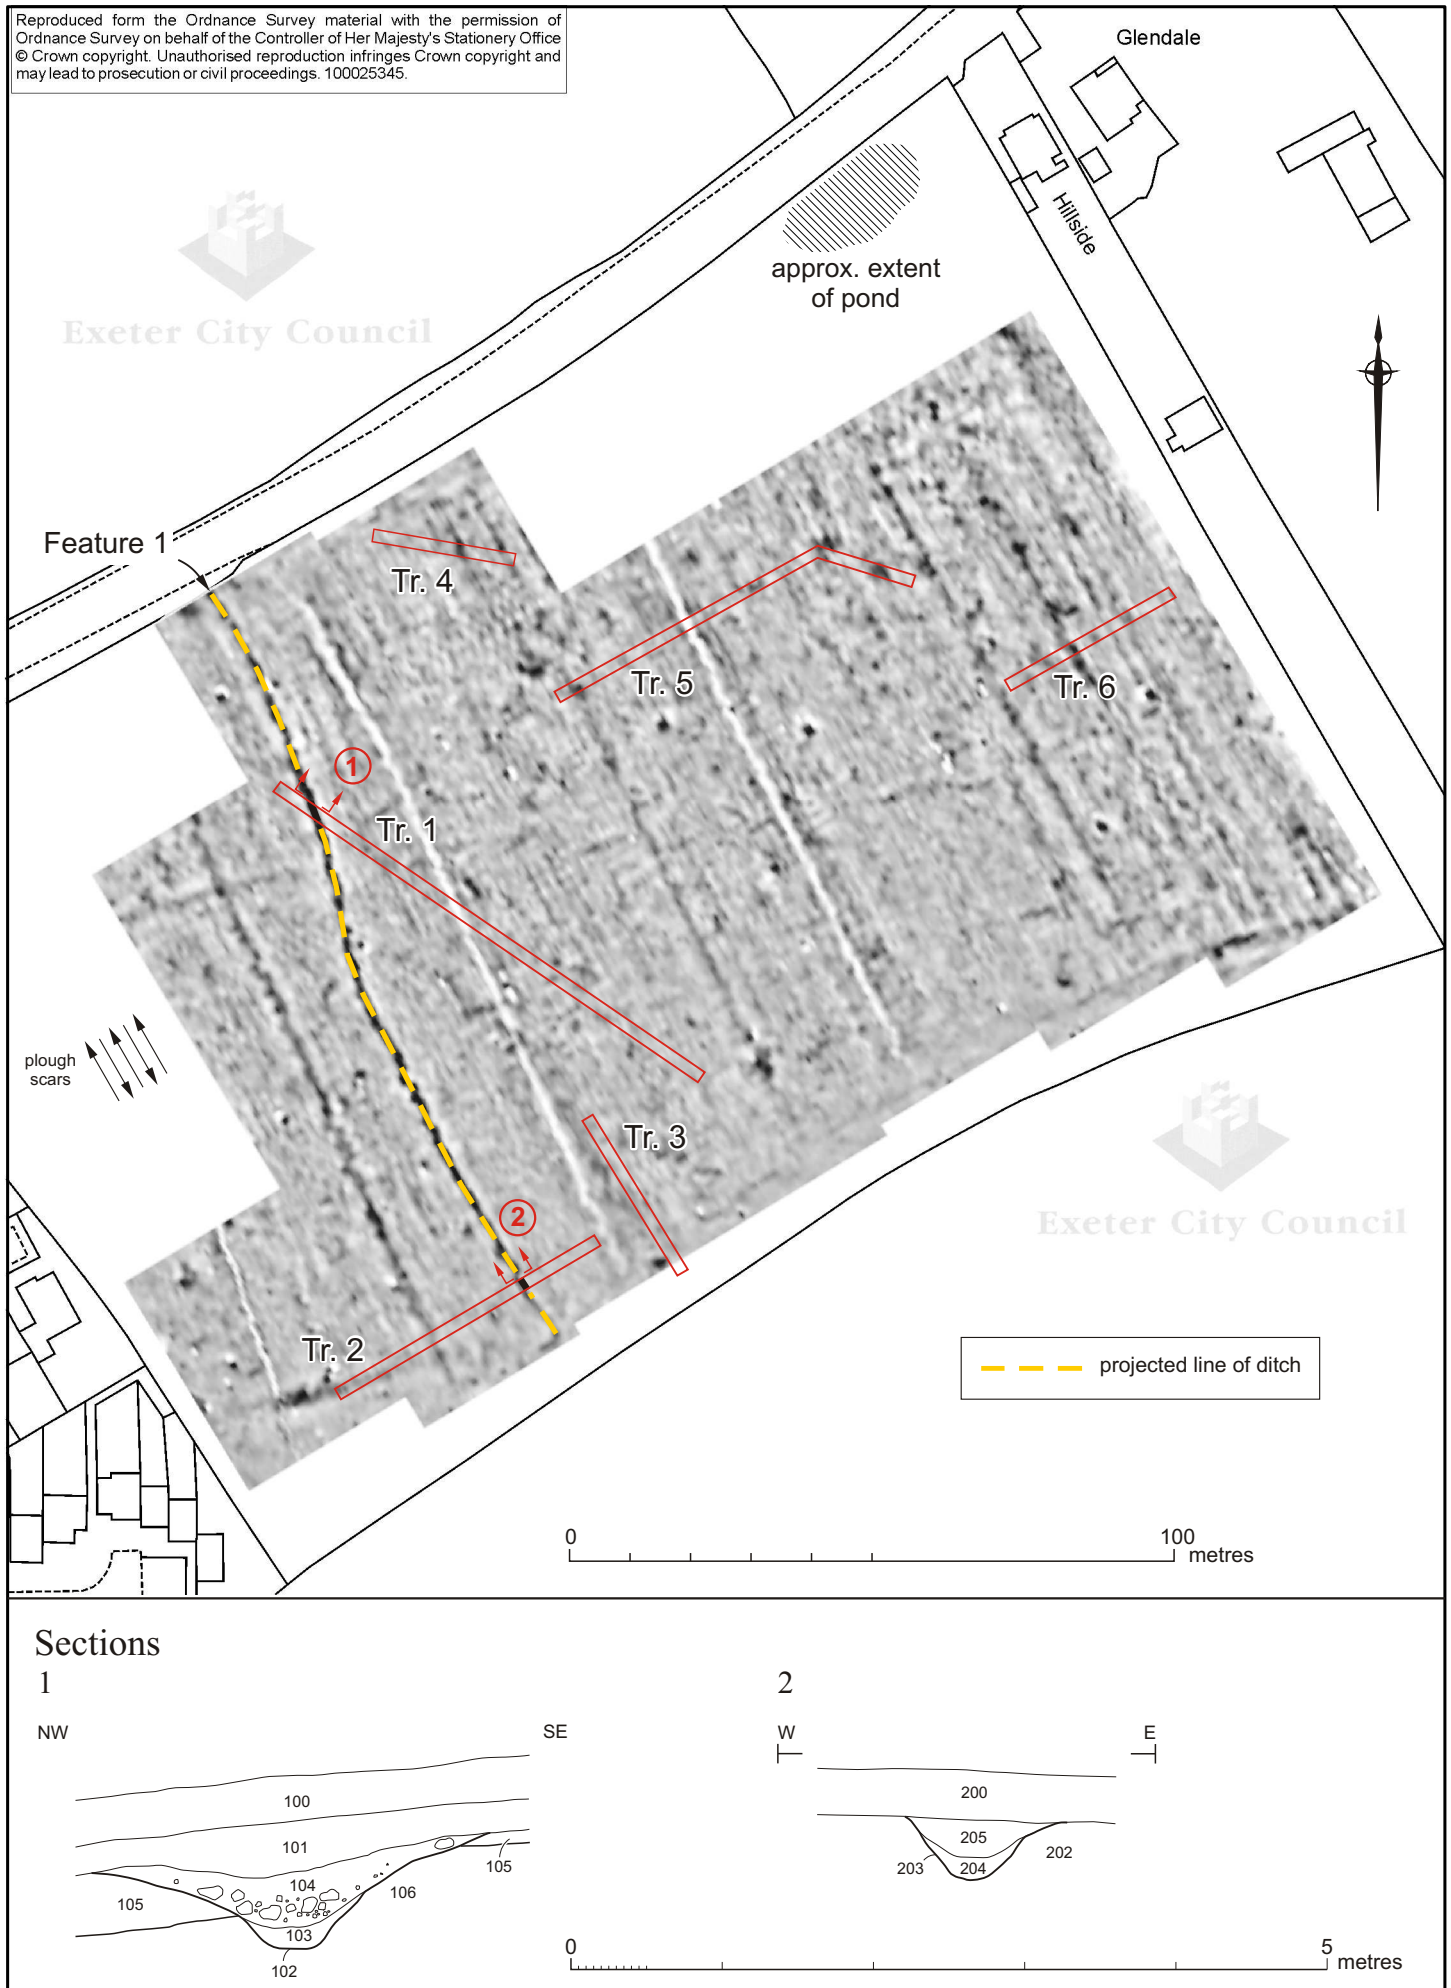 Reproduced form the Ordnance Survey material with the permission of
Ordnance Survey on behalf of the Controller of Her Majesty's Stationery Office
© Crown copyright. Unauthorised reproduction infringes Crown copyright and
may lead to prosecution or civil proceedings. 100025345.
Glendale
Hillside
approx. extent
of pond
Exeter City Council
Feature 1
Tr. 4
Tr. 5
Tr. 6
1
Tr. 1
plough
scars
Tr. 3
2
Exeter City Council
Tr. 2
projected line of ditch
0 100
metres
Sections
1 2
NW SE W E
100
101
104
105
105
106
103
102
200
205
203 204 202
0 5
metres